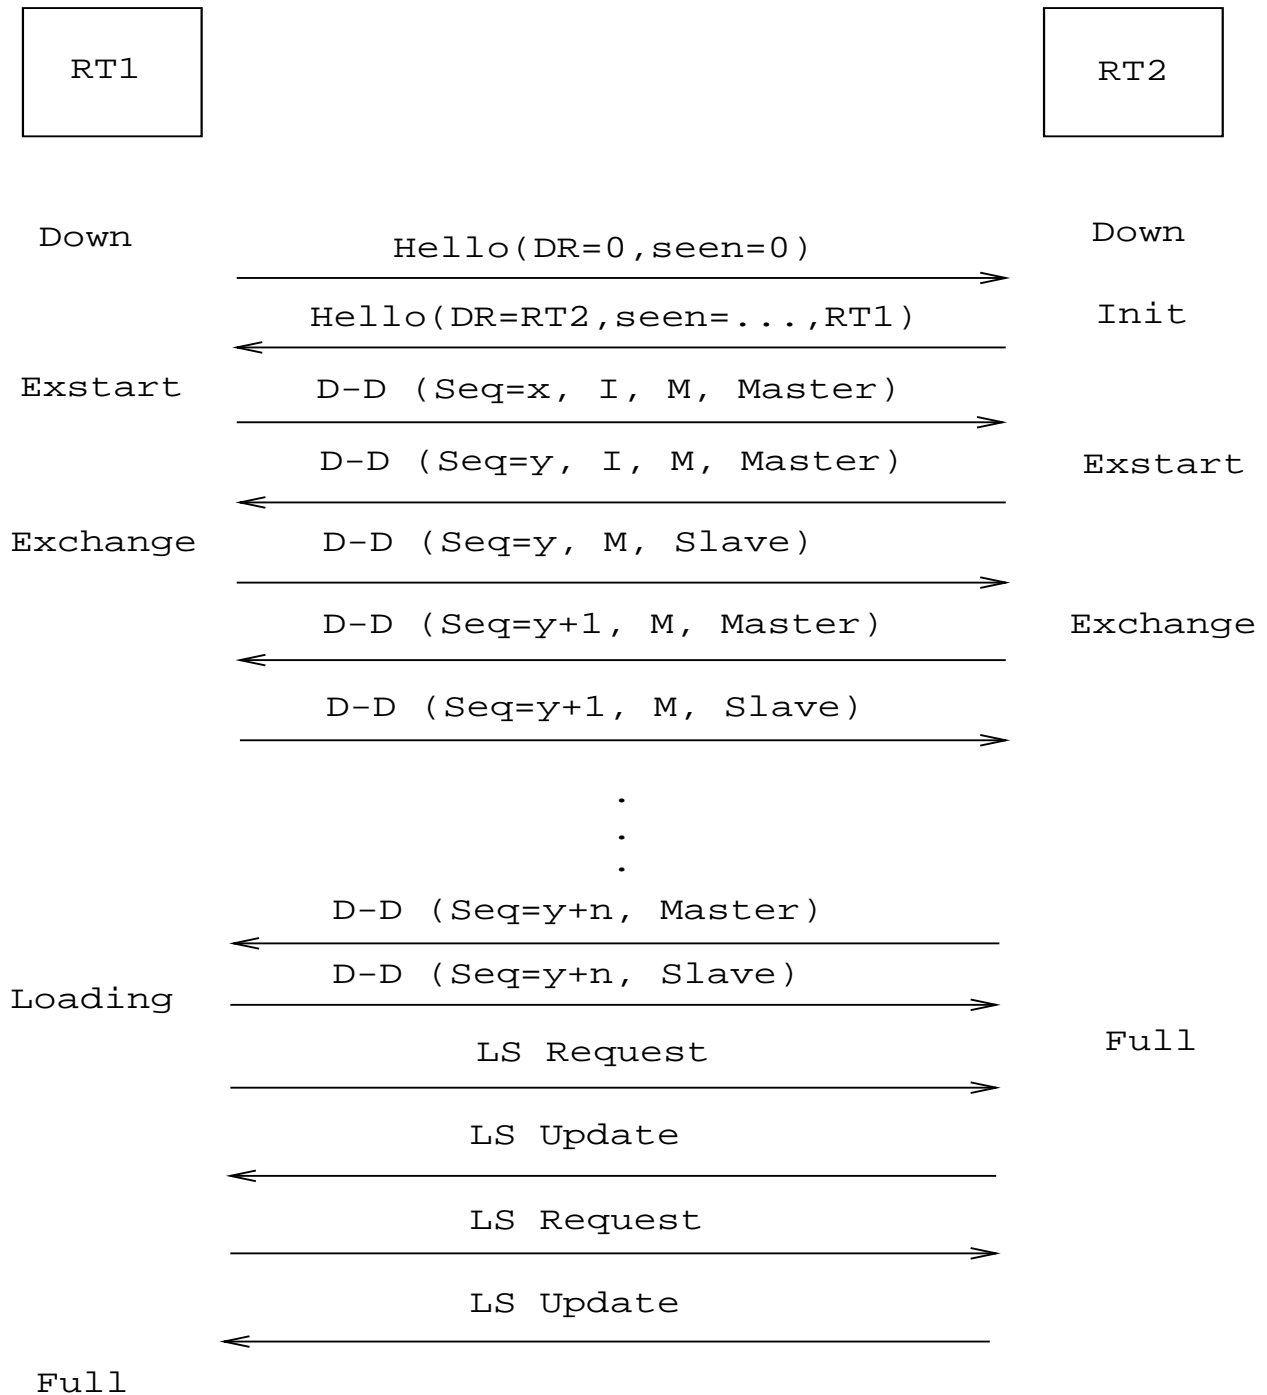 RT1
RT2
Down
Down
Hello(DR=0,seen=0)
Hello(DR=RT2,seen=...,RT1)
Init
Exstart
D-D (Seq=x, I, M, Master)
D-D (Seq=y, I, M, Master)
Exstart
Exchange
D-D (Seq=y, M, Slave)
D-D (Seq=y+1, M, Master)
Exchange
D-D (Seq=y+1, M, Slave)
.
.
.
D-D (Seq=y+n, Master)
D-D (Seq=y+n, Slave)
Loading
Full
LS Request
LS Update
LS Request
LS Update
Full